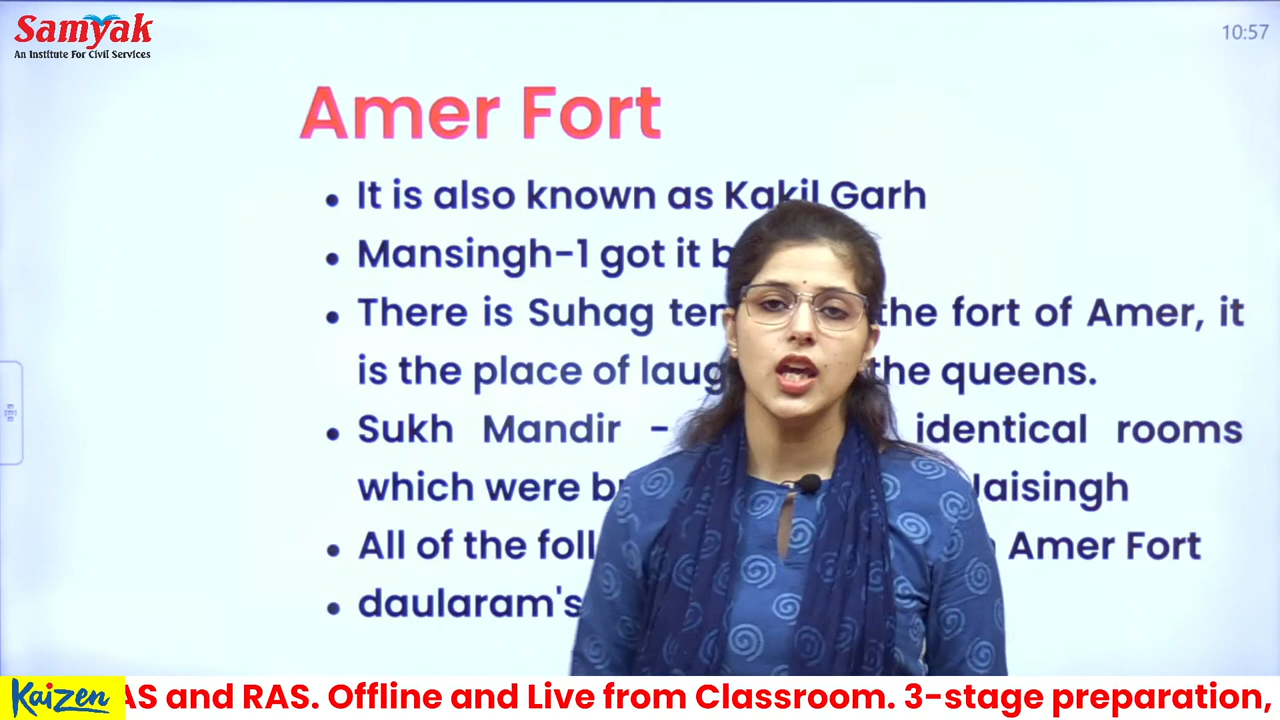 Samyak
An Institute For Civil Services
10:57
Amer Fort
• It is also known as Kakil Garh
• Mansingh-1 got it
• There is Suhag the fort of Amer, it
is the place of the queens.
• Sukh Mandir - identical rooms
which were Jaisingh
• All of the Amer Fort
• daularam's
Kaizen AS and RAS. Offline and Live from Classroom. 3-stage preparation,